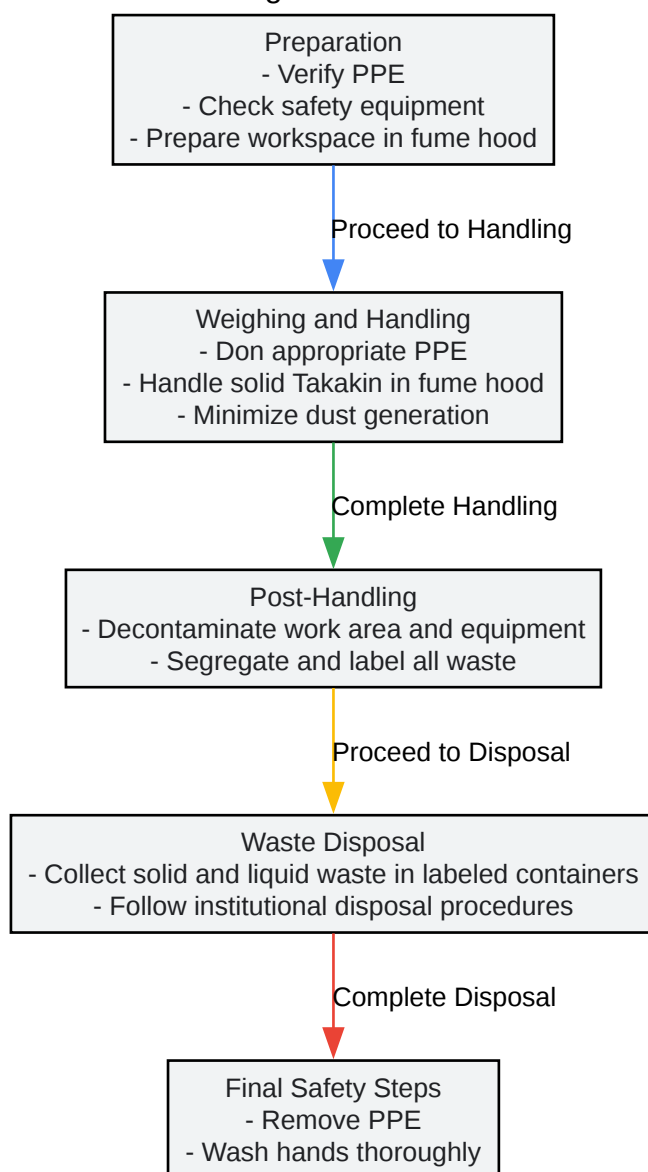 Preparation
- Verify PPE
- Check safety equipment
- Prepare workspace in fume hood
Proceed to Handling
Weighing and Handling
- Don appropriate PPE
- Handle solid Takakin in fume hood
- Minimize dust generation
Complete Handling
Post-Handling
- Decontaminate work area and equipment
- Segregate and label all waste
Proceed to Disposal
Waste Disposal
- Collect solid and liquid waste in labeled containers
- Follow institutional disposal procedures
Complete Disposal
Final Safety Steps
- Remove PPE
- Wash hands thoroughly